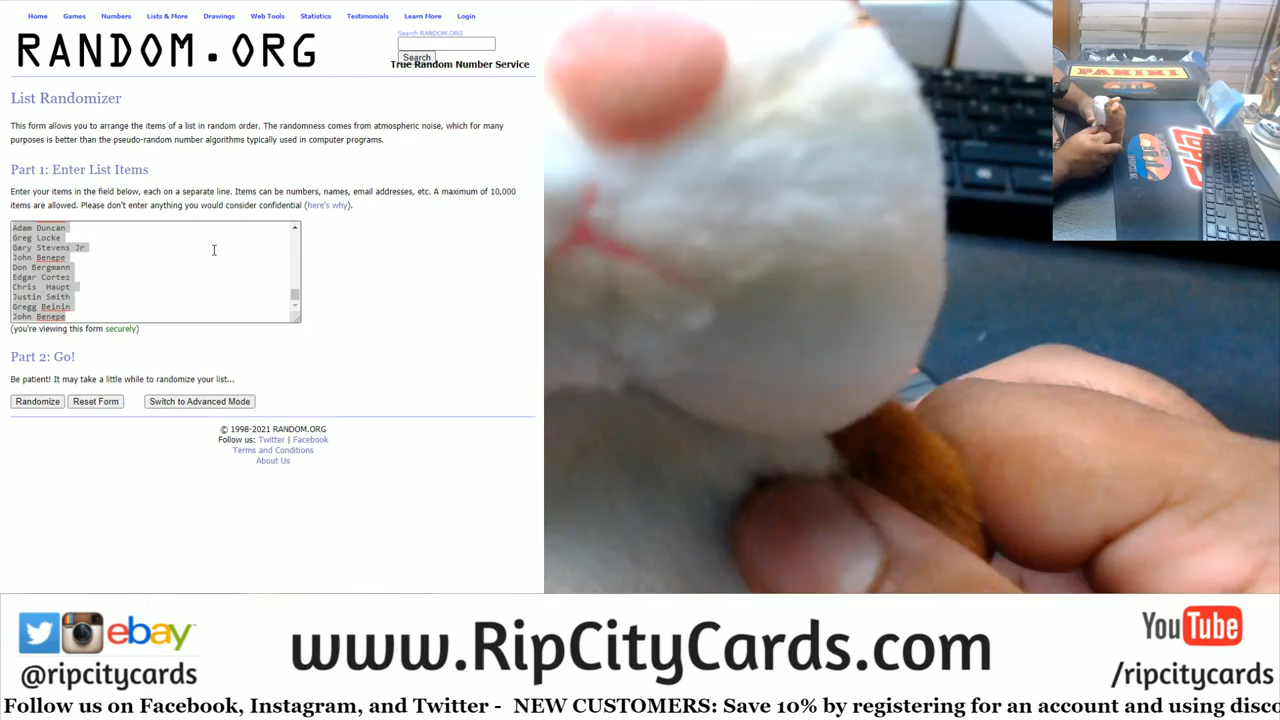 Home Games Numbers Lists & More Drawings Web Tools Statistics Testimonials Learn More Login
RANDOM.ORG
Search RANDOM.ORG
Search
True Random Number Service
List Randomizer
This form allows you to arrange the items of a list in random order. The randomness comes from atmospheric noise, which for many
purposes is better than the pseudo-random number algorithms typically used in computer programs.
Part 1: Enter List Items
Enter your items in the field below, each on a separate line. Items can be numbers, names, email addresses, etc. A maximum of 10,000
items are allowed. Please don't enter anything you would consider confidential (here's why).
Adam Duncan
Greg Locke
Gary Stevens Jr
John Benepe
Don Bergmann
Edgar Cortez
Chris  Haupt
Justin Smith
Gregg Beinin
John Benepe
(you're viewing this form securely)
Part 2: Go!
Be patient! It may take a little while to randomize your list...
Randomize Reset Form Switch to Advanced Mode
© 1998-2021 RANDOM.ORG
Follow us: Twitter | Facebook
Terms and Conditions
About Us
PANINI
ebay
@ripcitycards
www.RipCityCards.com
YouTube
/ripcitycards
Follow us on Facebook, Instagram, and Twitter - NEW CUSTOMERS: Save 10% by registering for an account and using disco